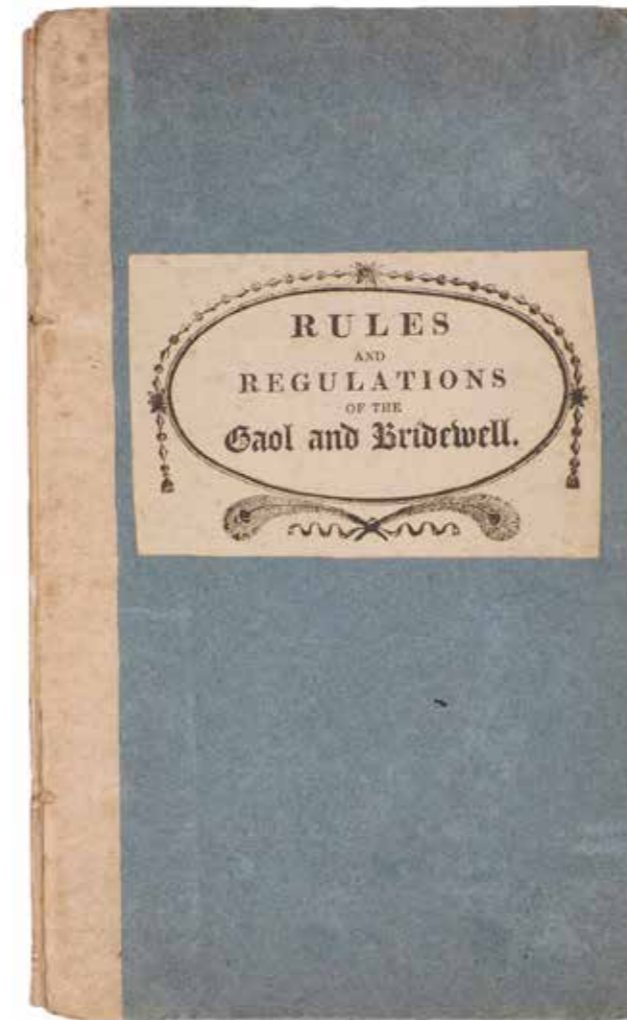 RULES
AND
REGULATIONS
OF THE
Gaol and Bridewell.